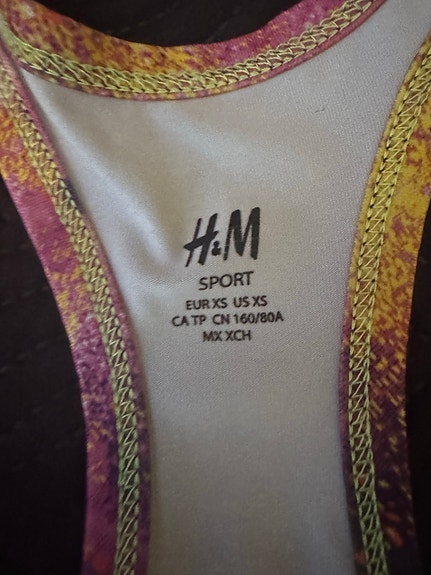 H&M
SPORT
EUR XS US XS
CA TP CN 160/80A
MX XCH